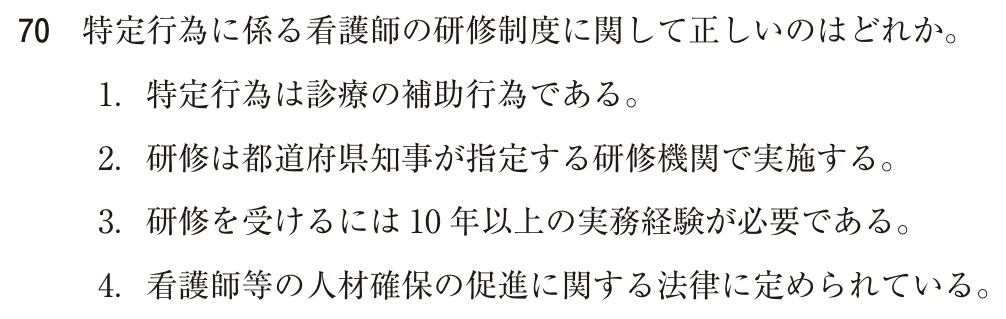 70 特定行為に係る看護師の研修制度に関して正しいのはどれか。
1. 特定行為は診療の補助行為である。
2. 研修は都道府県知事が指定する研修機関で実施する。
3. 研修を受けるには 10 年以上の実務経験が必要である。
4. 看護師等の人材確保の促進に関する法律に定められている。